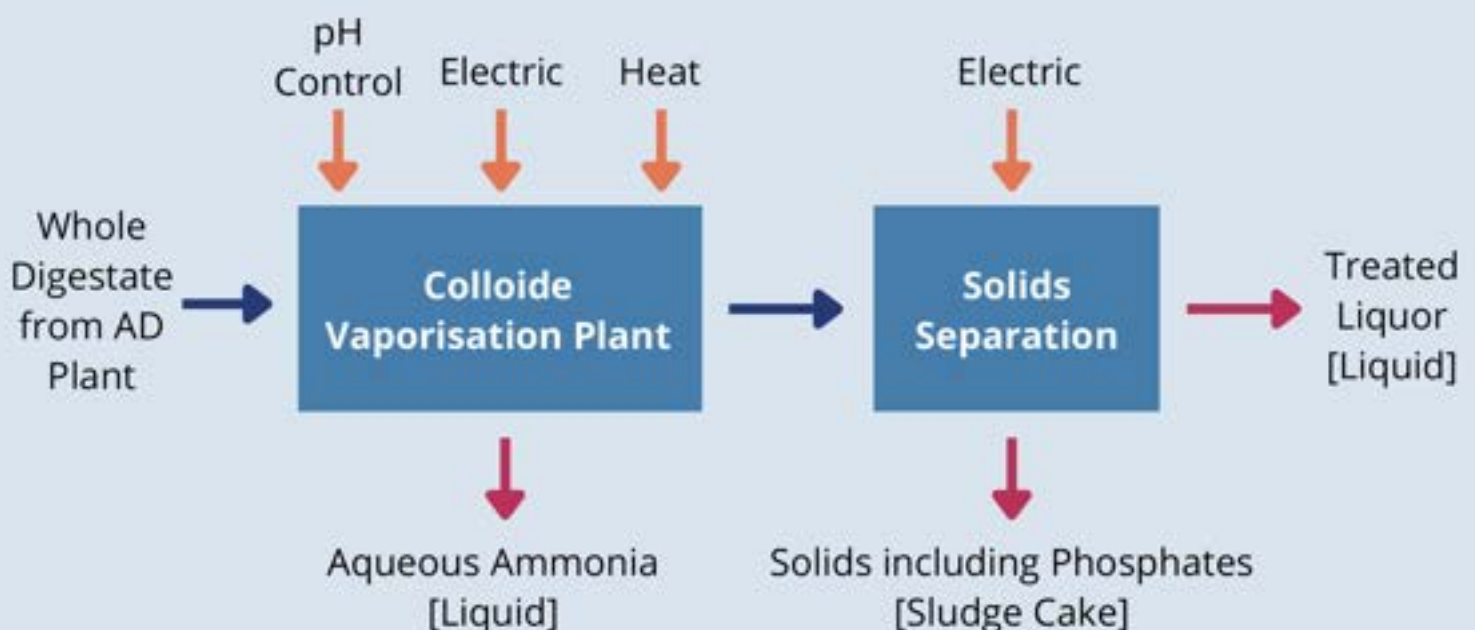 pH
Control
Electric
Heat
Electric
Whole
Digestate
from AD
Plant
Colloide
Vaporisation Plant
Solids
Separation
Treated
Liquor
[Liquid]
Aqueous Ammonia
[Liquid]
Solids including Phosphates
[Sludge Cake]